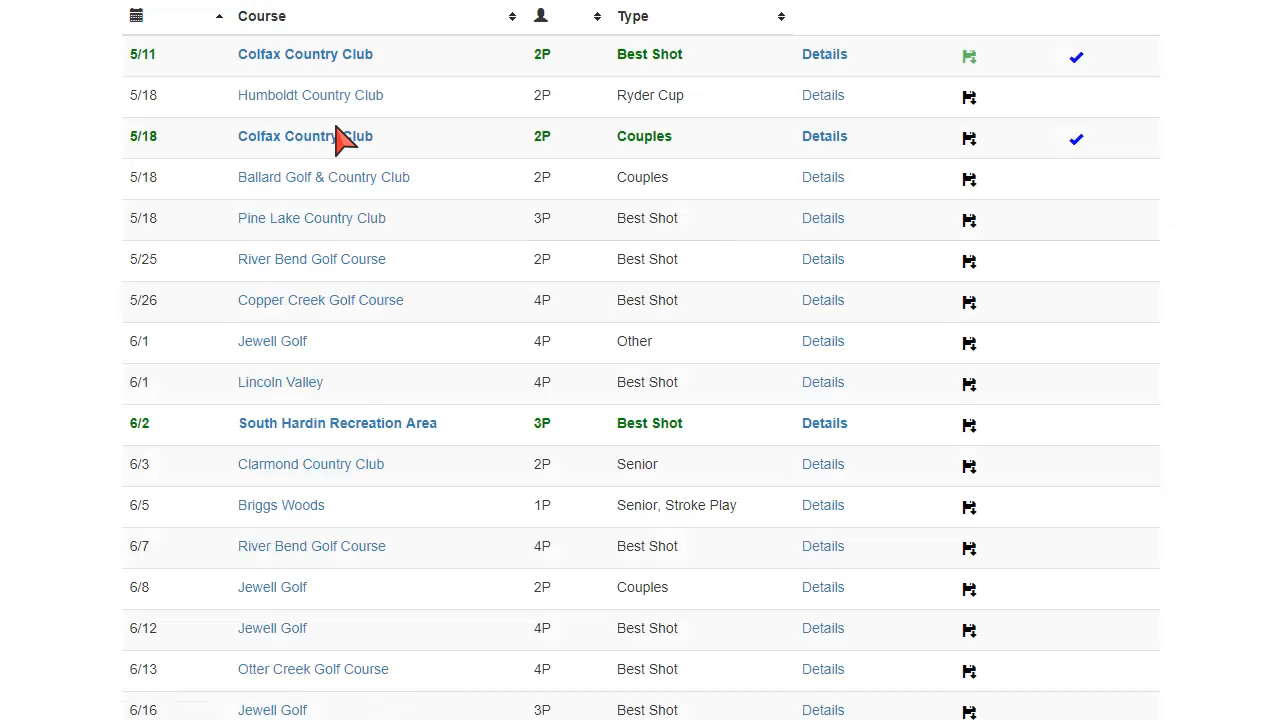 Course Type
5/11 Colfax Country Club 2P Best Shot Details
5/18 Humboldt Country Club 2P Ryder Cup Details
5/18 Colfax Country Club 2P Couples Details
5/18 Ballard Golf & Country Club 2P Couples Details
5/18 Pine Lake Country Club 3P Best Shot Details
5/25 River Bend Golf Course 2P Best Shot Details
5/26 Copper Creek Golf Course 4P Best Shot Details
6/1 Jewell Golf 4P Other Details
6/1 Lincoln Valley 4P Best Shot Details
6/2 South Hardin Recreation Area 3P Best Shot Details
6/3 Clarmond Country Club 2P Senior Details
6/5 Briggs Woods 1P Senior, Stroke Play Details
6/7 River Bend Golf Course 4P Best Shot Details
6/8 Jewell Golf 2P Couples Details
6/12 Jewell Golf 4P Best Shot Details
6/13 Otter Creek Golf Course 4P Best Shot Details
6/16 Jewell Golf 3P Best Shot Details